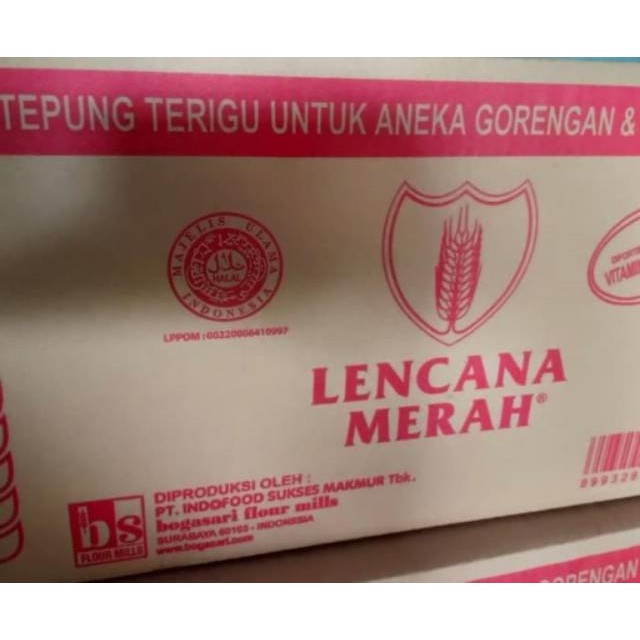 TEPUNG TERIGU UNTUK ANEKA GORENGAN &
MAJELIS ULAMA INDONESIA
حلال
HALAL
LPPOM : 00220006410997
VITAMIN
LENCANA
MERAH®
DIPRODUKSI OLEH :
PT. INDOFOOD SUKSES MAKMUR Tbk.
bogasari flour mills
SURABAYA 60165 - INDONESIA
www.bogasari.com
bs
FLOUR MILLS
GORENGAN &